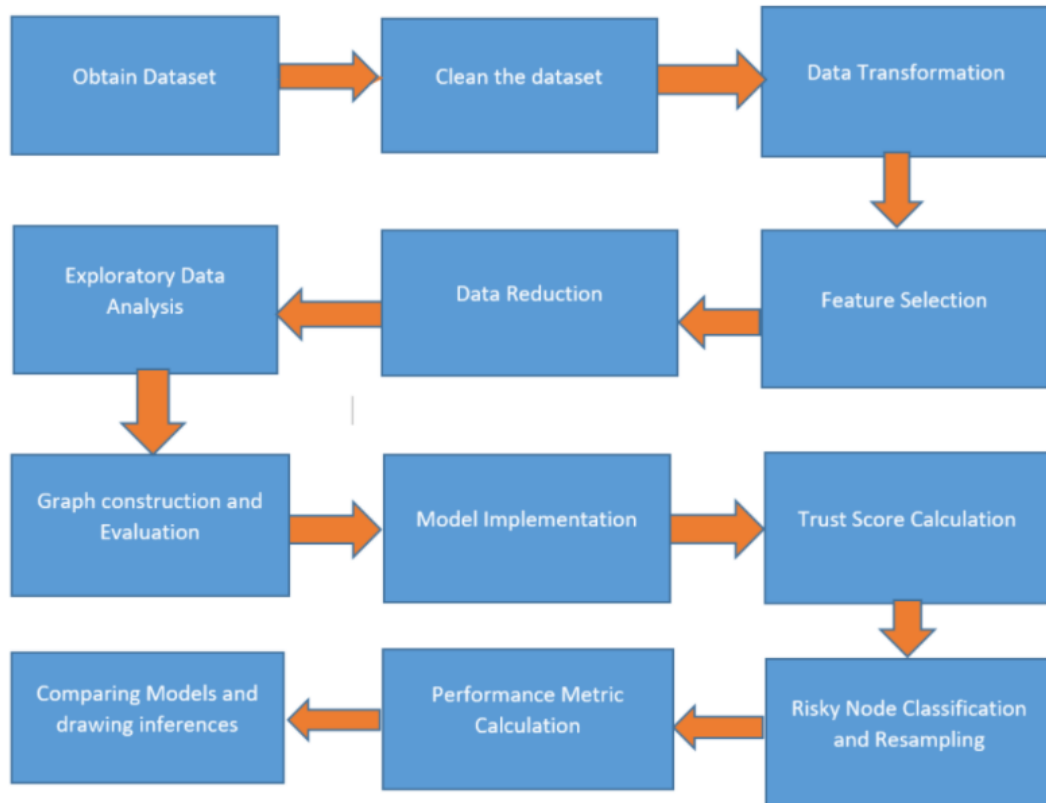 Obtain Dataset
Clean the dataset
Data Transformation
Feature Selection
Data Reduction
Exploratory Data
Analysis
Graph construction and
Evaluation
Model Implementation
Trust Score Calculation
Risky Node Classification
and Resampling
Performance Metric
Calculation
Comparing Models and
drawing inferences